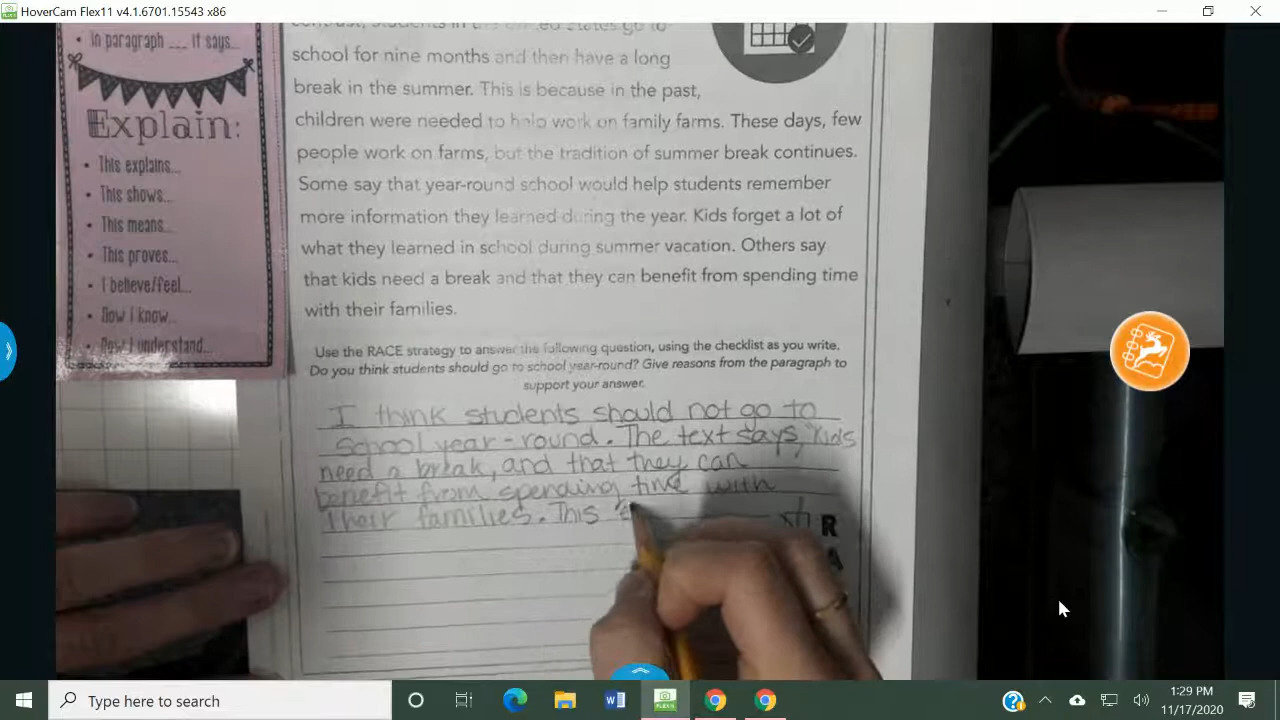 HoverCam Flex11 v4.1.6701.15543 x86
• In paragraph ___ it says...
Explain:
• This explains...
• This shows...
• This means...
• This proves...
• I believe/feel...
• Now I know...
• Now I understand...
school for nine months and then have a long
break in the summer. This is because in the past,
children were needed to help work on family farms. These days, few
people work on farms, but the tradition of summer break continues.
Some say that year-round school would help students remember
more information they learned during the year. Kids forget a lot of
what they learned in school during summer vacation. Others say
that kids need a break and that they can benefit from spending time
with their families.
Use the RACE strategy to answer the following question, using the checklist as you write.
Do you think students should go to school year-round? Give reasons from the paragraph to
support your answer.
I think students should not go to
school year-round. The text says, "Kids
need a break, and that they can
benefit from spending time with
their families. This
R
A
Type here to search
1:29 PM
11/17/2020